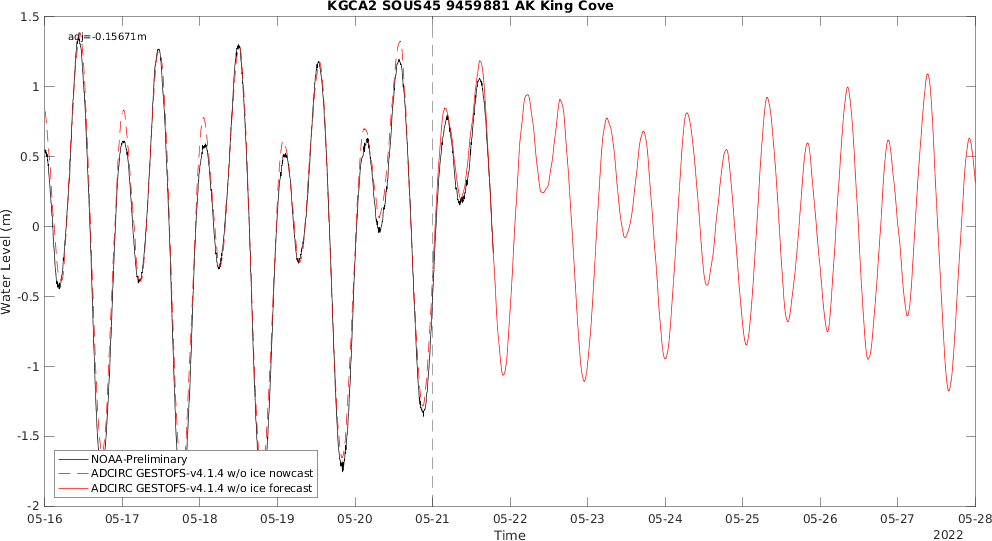 KGCA2 SOUS45 9459881 AK King Cove
adj=-0.15671m
Water Level (m)
1.5
1
0.5
0
-0.5
-1
-1.5
-2
NOAA-Preliminary
ADCIRC GESTOFS-v4.1.4 w/o ice nowcast
ADCIRC GESTOFS-v4.1.4 w/o ice forecast
05-16 05-17 05-18 05-19 05-20 05-21 05-22 05-23 05-24 05-25 05-26 05-27 05-28
Time
2022